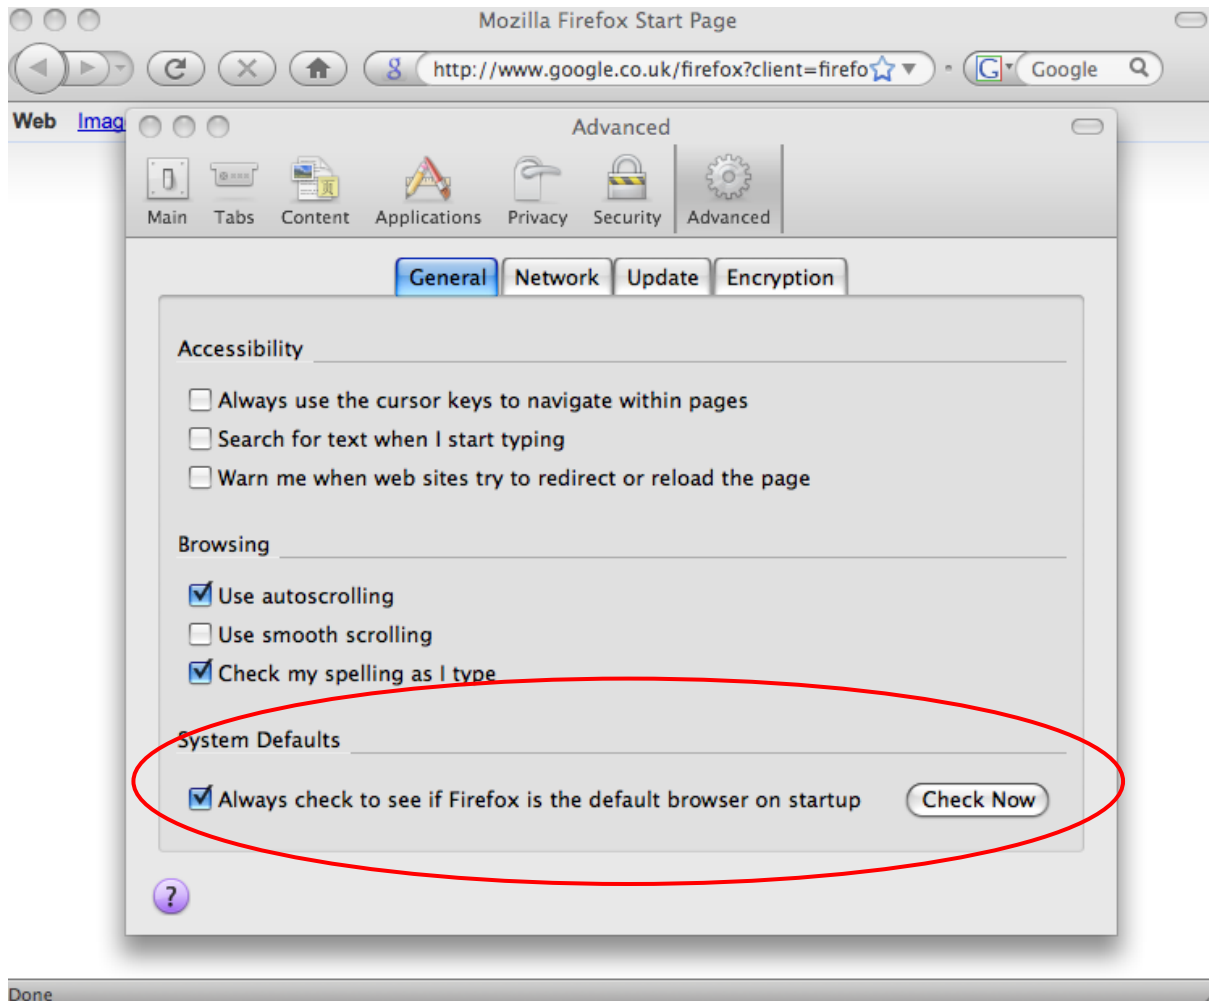 Mozilla Firefox Start Page
g http://www.google.co.uk/firefox?client=firefo G Google
Web Imag
Advanced
Main Tabs Content Applications Privacy Security Advanced
General Network Update Encryption
Accessibility
Always use the cursor keys to navigate within pages
Search for text when I start typing
Warn me when web sites try to redirect or reload the page
Browsing
Use autoscrolling
Use smooth scrolling
Check my spelling as I type
System Defaults
Always check to see if Firefox is the default browser on startup Check Now
?
Done